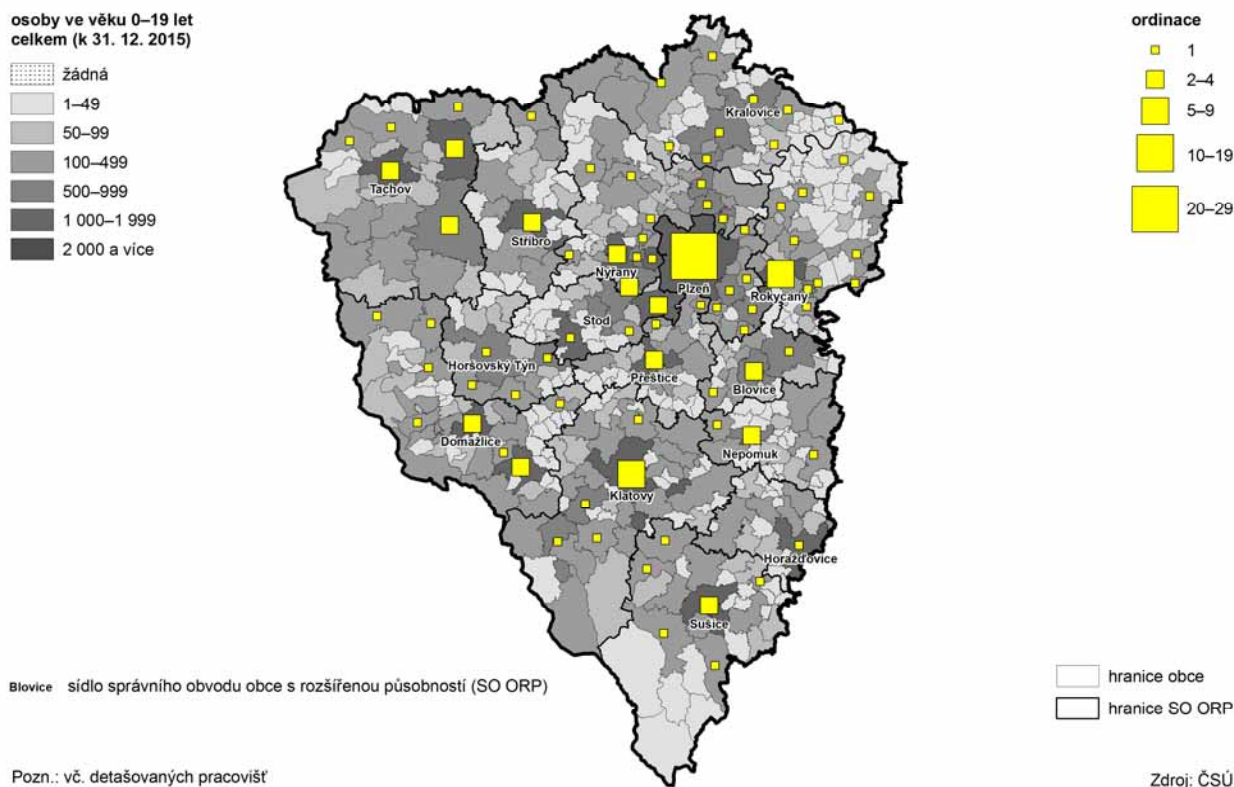 osoby ve věku 0–19 let
celkem (k 31. 12. 2015)
žádná
1–49
50–99
100–499
500–999
1 000–1 999
2 000 a více
ordinace
1
2–4
5–9
10–19
20–29
Kralovice
Tachov
Stříbro
Nýřany
Plzeň
Rokycany
Stod
Horšovský Týn
Přeštice
Blovice
Domažlice
Nepomuk
Klatovy
Horažďovice
Sušice
Blovice sídlo správního obvodu obce s rozšířenou působností (SO ORP)
hranice obce
hranice SO ORP
Pozn.: vč. detašovaných pracovišť
Zdroj: ČSÚ